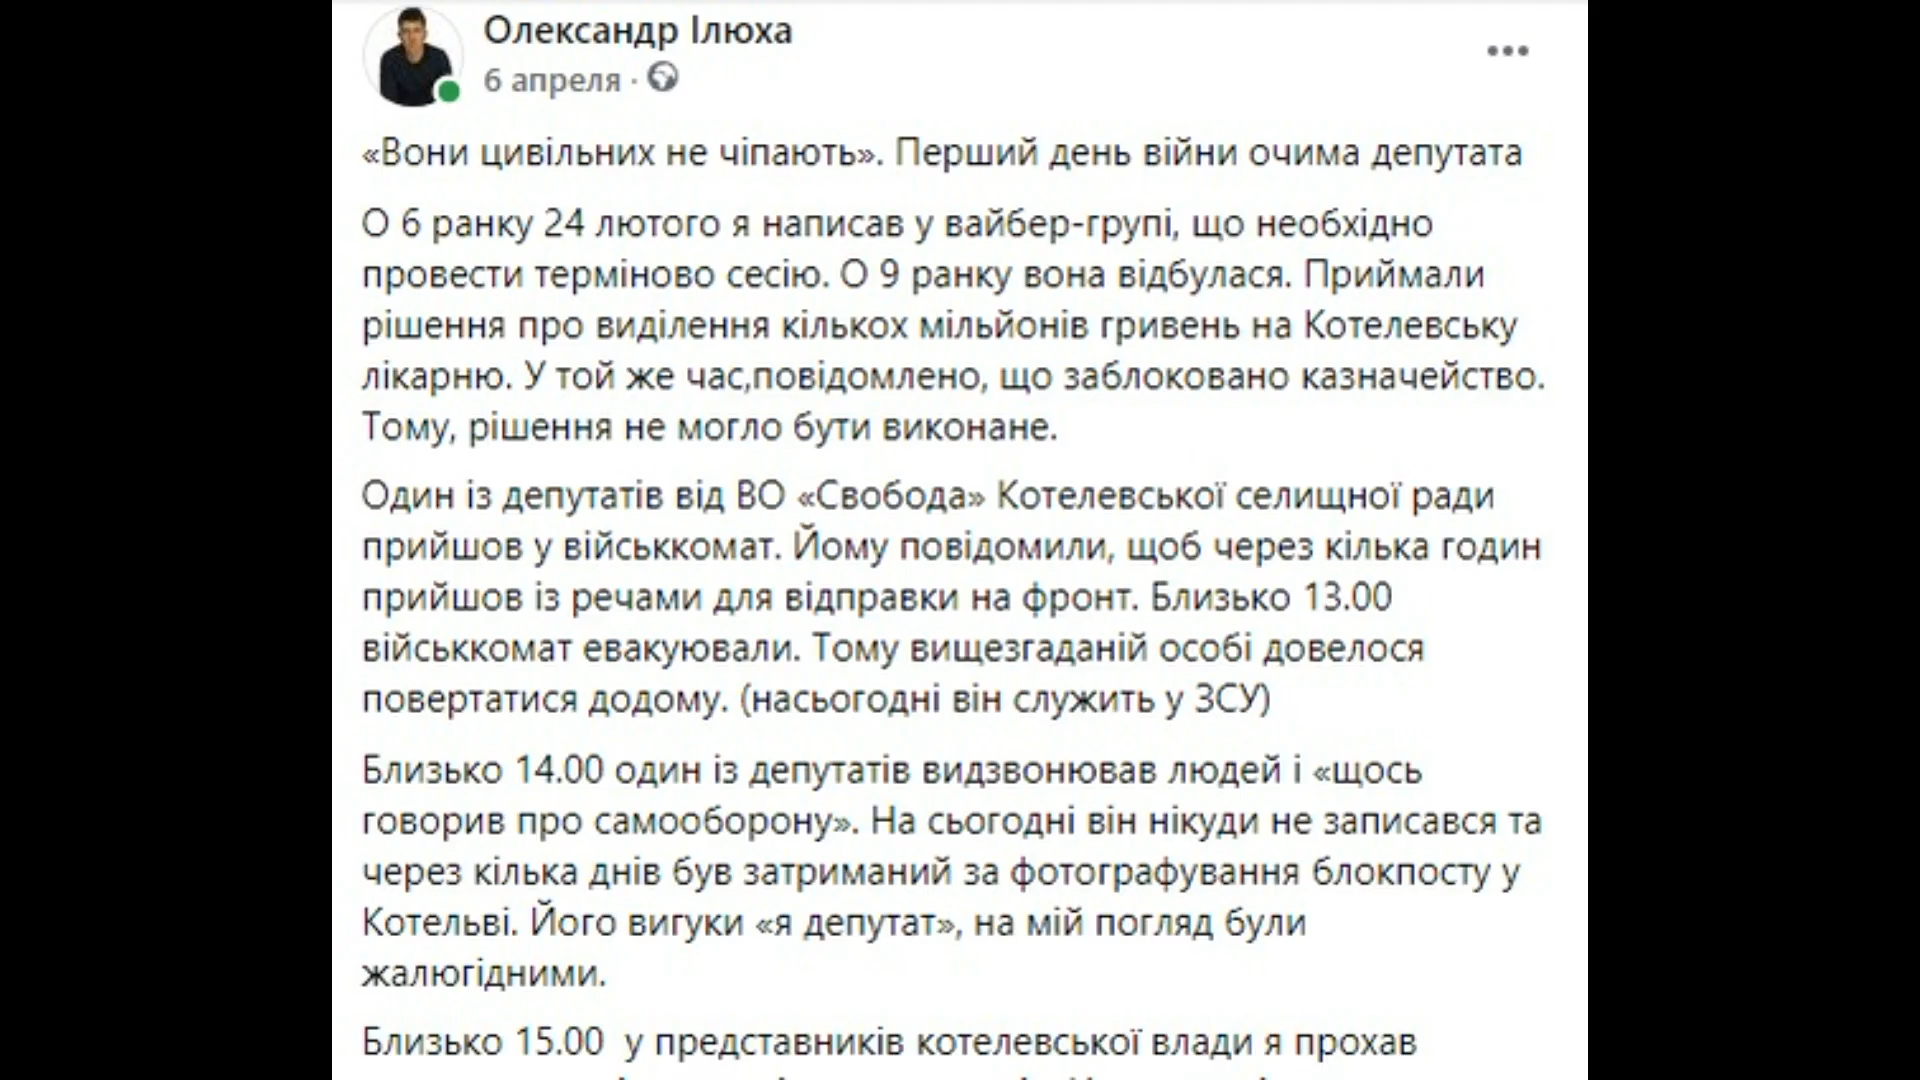 Олександр Ілюха
6 апреля ·
«Вони цивільних не чіпають». Перший день війни очима депутата
О 6 ранку 24 лютого я написав у вайбер-групі, що необхідно
провести терміново сесію. О 9 ранку вона відбулася. Приймали
рішення про виділення кількох мільйонів гривень на Котелевську
лікарню. У той же час,повідомлено, що заблоковано казначейство.
Тому, рішення не могло бути виконане.
Один із депутатів від ВО «Свобода» Котелевської селищної ради
прийшов у військкомат. Йому повідомили, щоб через кілька годин
прийшов із речами для відправки на фронт. Близько 13.00
військкомат евакуювали. Тому вищезгаданій особі довелося
повертатися додому. (насьогодні він служить у ЗСУ)
Близько 14.00 один із депутатів видзвонював людей і «щось
говорив про самооборону». На сьогодні він нікуди не записався та
через кілька днів був затриманий за фотографування блокпосту у
Котельві. Його вигуки «я депутат», на мій погляд були
жалюгідними.
Близько 15.00 у представників котелевської влади я прохав